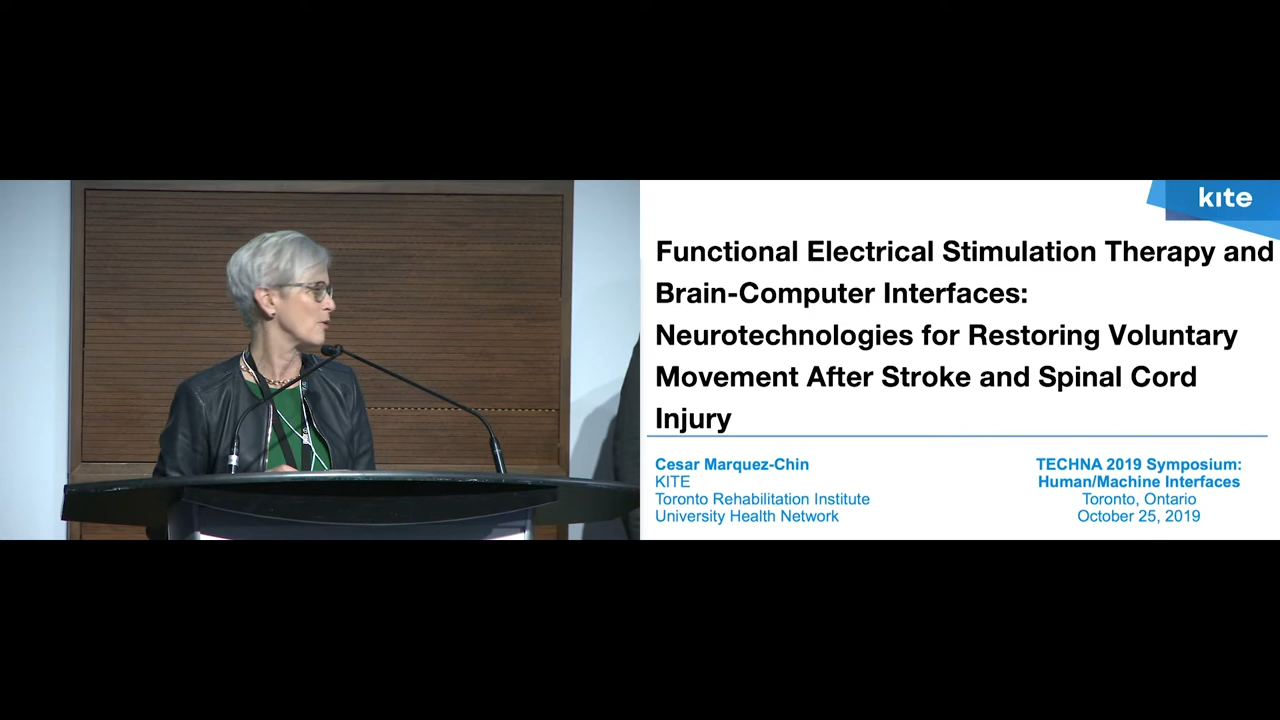 kite
Functional Electrical Stimulation Therapy and
Brain-Computer Interfaces:
Neurotechnologies for Restoring Voluntary
Movement After Stroke and Spinal Cord
Injury
Cesar Marquez-Chin
KITE
Toronto Rehabilitation Institute
University Health Network
TECHNA 2019 Symposium:
Human/Machine Interfaces
Toronto, Ontario
October 25, 2019